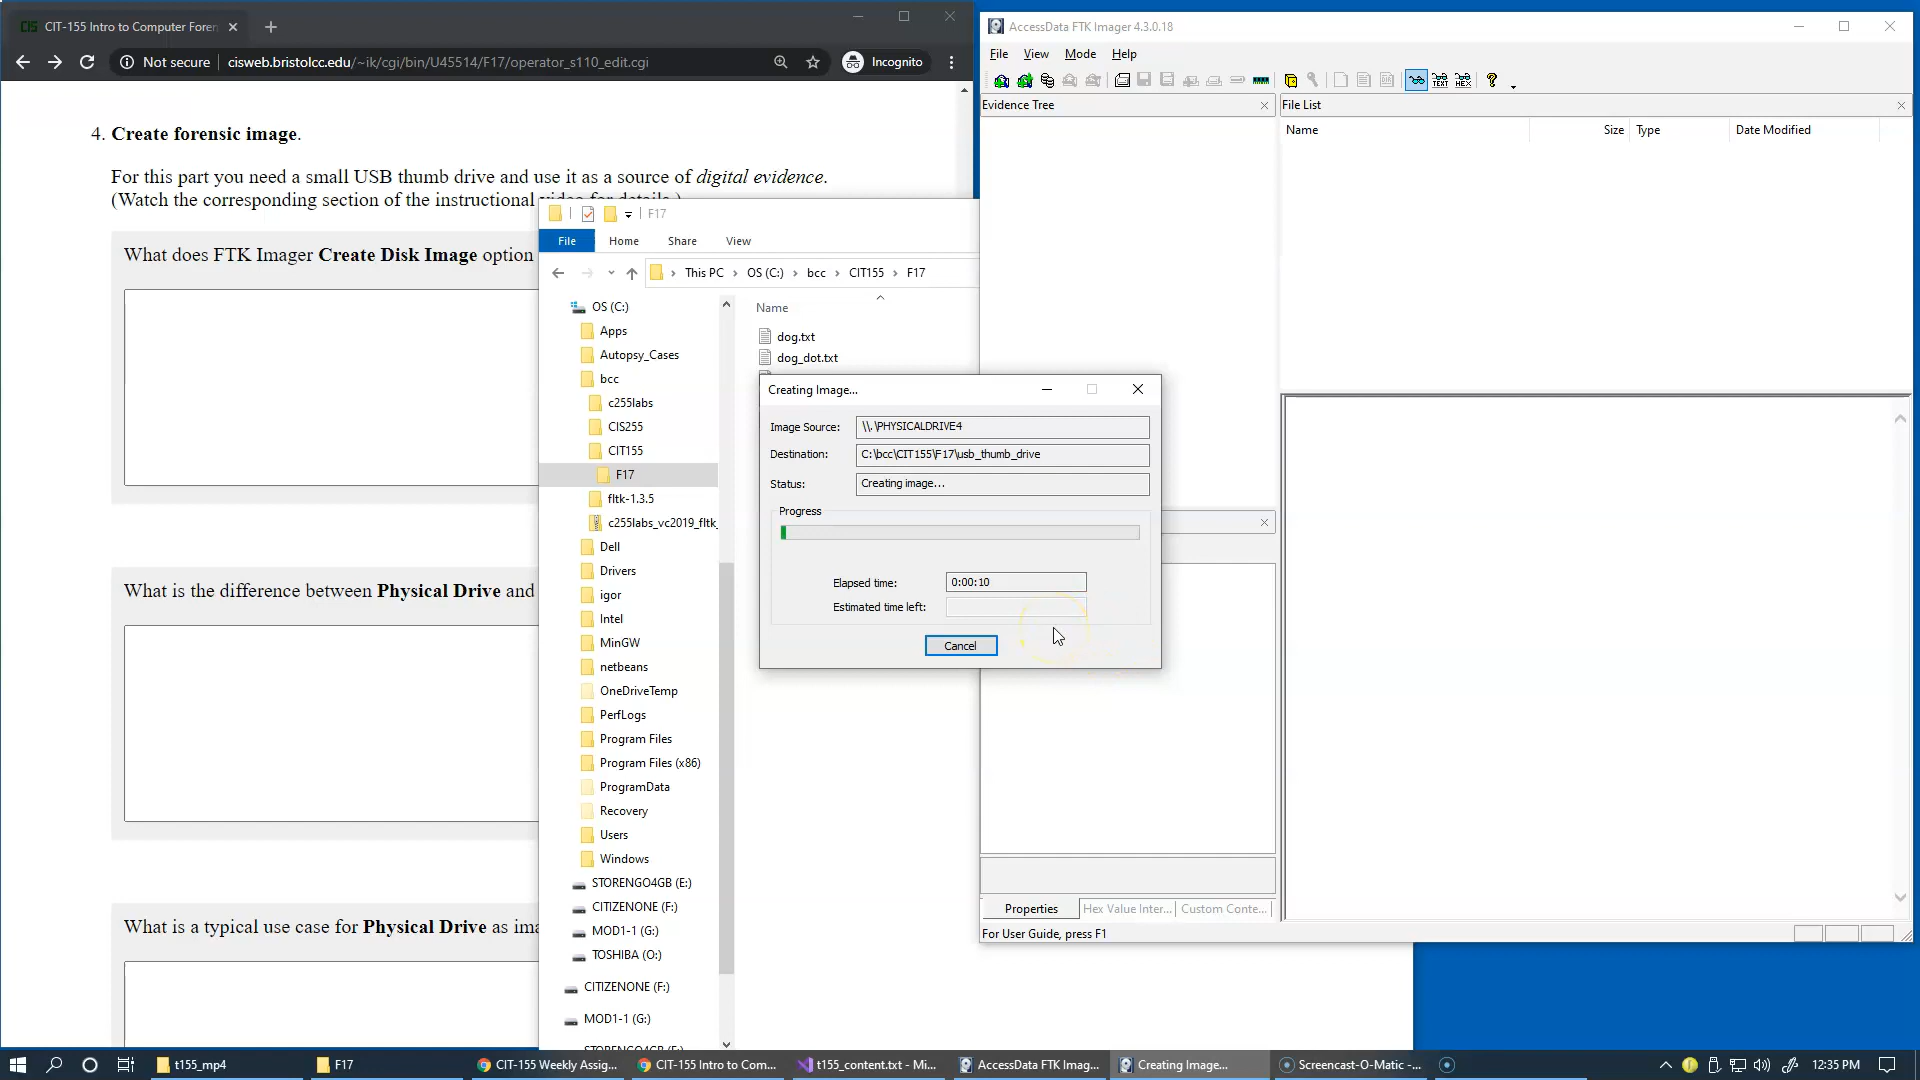 CIS CIT-155 Intro to Computer Foren
Not secure cisweb.bristolcc.edu/~ik/cgi/bin/U45514/F17/operator_s110_edit.cgi
Incognito
4. Create forensic image.
For this part you need a small USB thumb drive and use it as a source of digital evidence.
(Watch the corresponding section of the instructional video for details.)
What does FTK Imager Create Disk Image option
What is the difference between Physical Drive and
What is a typical use case for Physical Drive as ima
F17
File Home Share View
This PC OS (C:) bcc CIT155 F17
OS (C:)
Apps
Autopsy_Cases
bcc
c255labs
CIS255
CIT155
F17
fltk-1.3.5
c255labs_vc2019_fltk_
Dell
Drivers
igor
Intel
MinGW
netbeans
OneDriveTemp
PerfLogs
Program Files
Program Files (x86)
ProgramData
Recovery
Users
Windows
STORENGO4GB (E:)
CITIZENONE (F:)
MOD1-1 (G:)
TOSHIBA (O:)
CITIZENONE (F:)
MOD1-1 (G:)
STORENGO4GB (E:)
Name
dog.txt
dog_dot.txt
Creating Image...
Image Source: \\.\PHYSICALDRIVE4
Destination: C:\bcc\CIT155\F17\usb_thumb_drive
Status: Creating image...
Progress
Elapsed time: 0:00:10
Estimated time left:
Cancel
AccessData FTK Imager 4.3.0.18
File View Mode Help
TEXT HEX
Evidence Tree
File List
Name Size Type Date Modified
Properties Hex Value Inter... Custom Conte...
For User Guide, press F1
t155_mp4
F17
CIT-155 Weekly Assig...
CIT-155 Intro to Com...
t155_content.txt - Mi...
AccessData FTK Imag...
Creating Image...
Screencast-O-Matic -...
12:35 PM